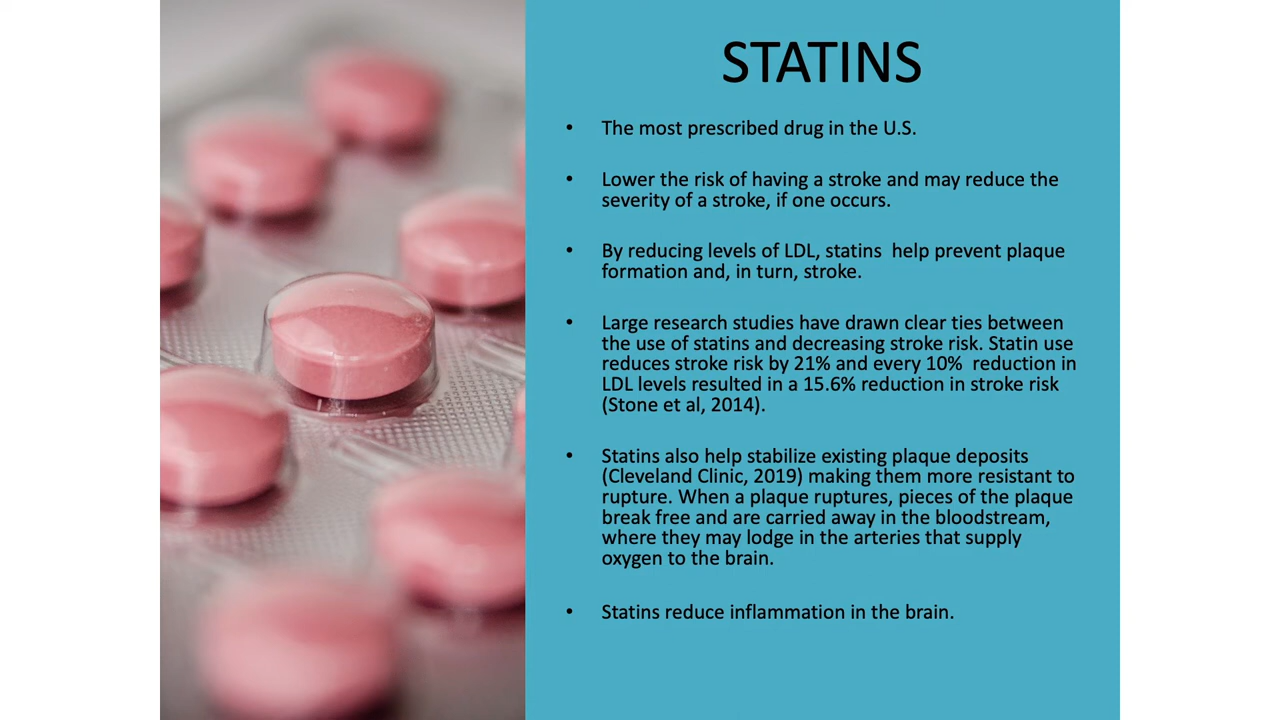 STATINS
• The most prescribed drug in the U.S.
• Lower the risk of having a stroke and may reduce the
severity of a stroke, if one occurs.
• By reducing levels of LDL, statins  help prevent plaque
formation and, in turn, stroke.
• Large research studies have drawn clear ties between
the use of statins and decreasing stroke risk. Statin use
reduces stroke risk by 21% and every 10%  reduction in
LDL levels resulted in a 15.6% reduction in stroke risk
(Stone et al, 2014).
• Statins also help stabilize existing plaque deposits
(Cleveland Clinic, 2019) making them more resistant to
rupture. When a plaque ruptures, pieces of the plaque
break free and are carried away in the bloodstream,
where they may lodge in the arteries that supply
oxygen to the brain.
• Statins reduce inflammation in the brain.